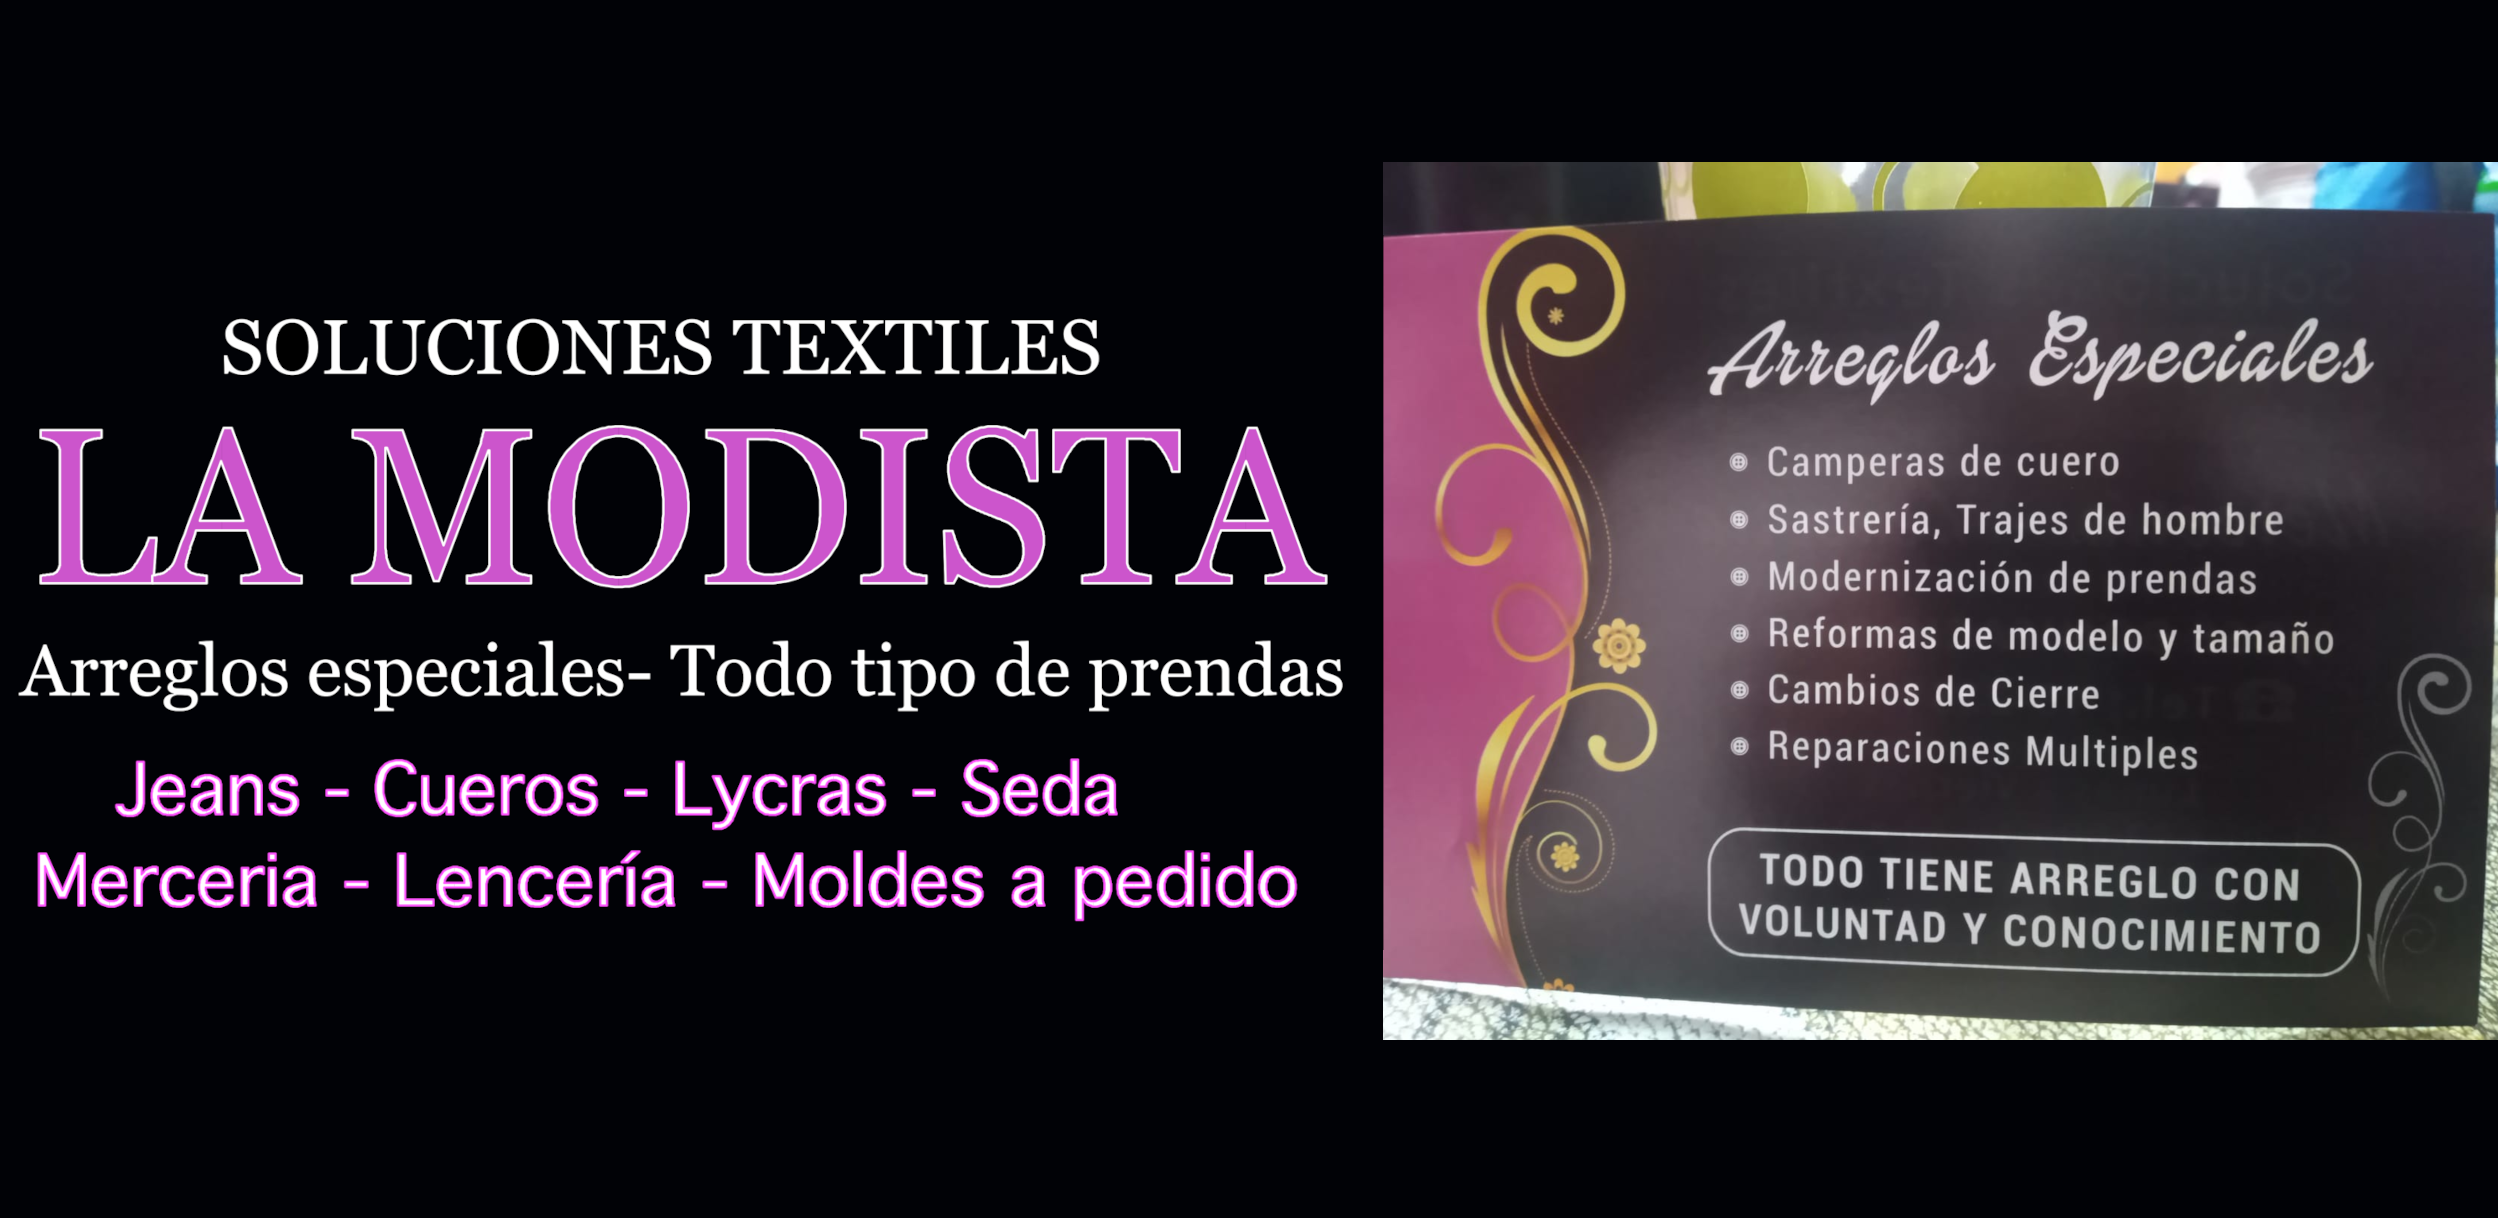 SOLUCIONES TEXTILES
LA MODISTA
Arreglos especiales- Todo tipo de prendas
Jeans - Cueros - Lycras - Seda
Merceria - Lencería - Moldes a pedido
Arreglos Especiales
Camperas de cuero
Sastrería, Trajes de hombre
Modernización de prendas
Reformas de modelo y tamaño
Cambios de Cierre
Reparaciones Multiples
TODO TIENE ARREGLO CON
VOLUNTAD Y CONOCIMIENTO